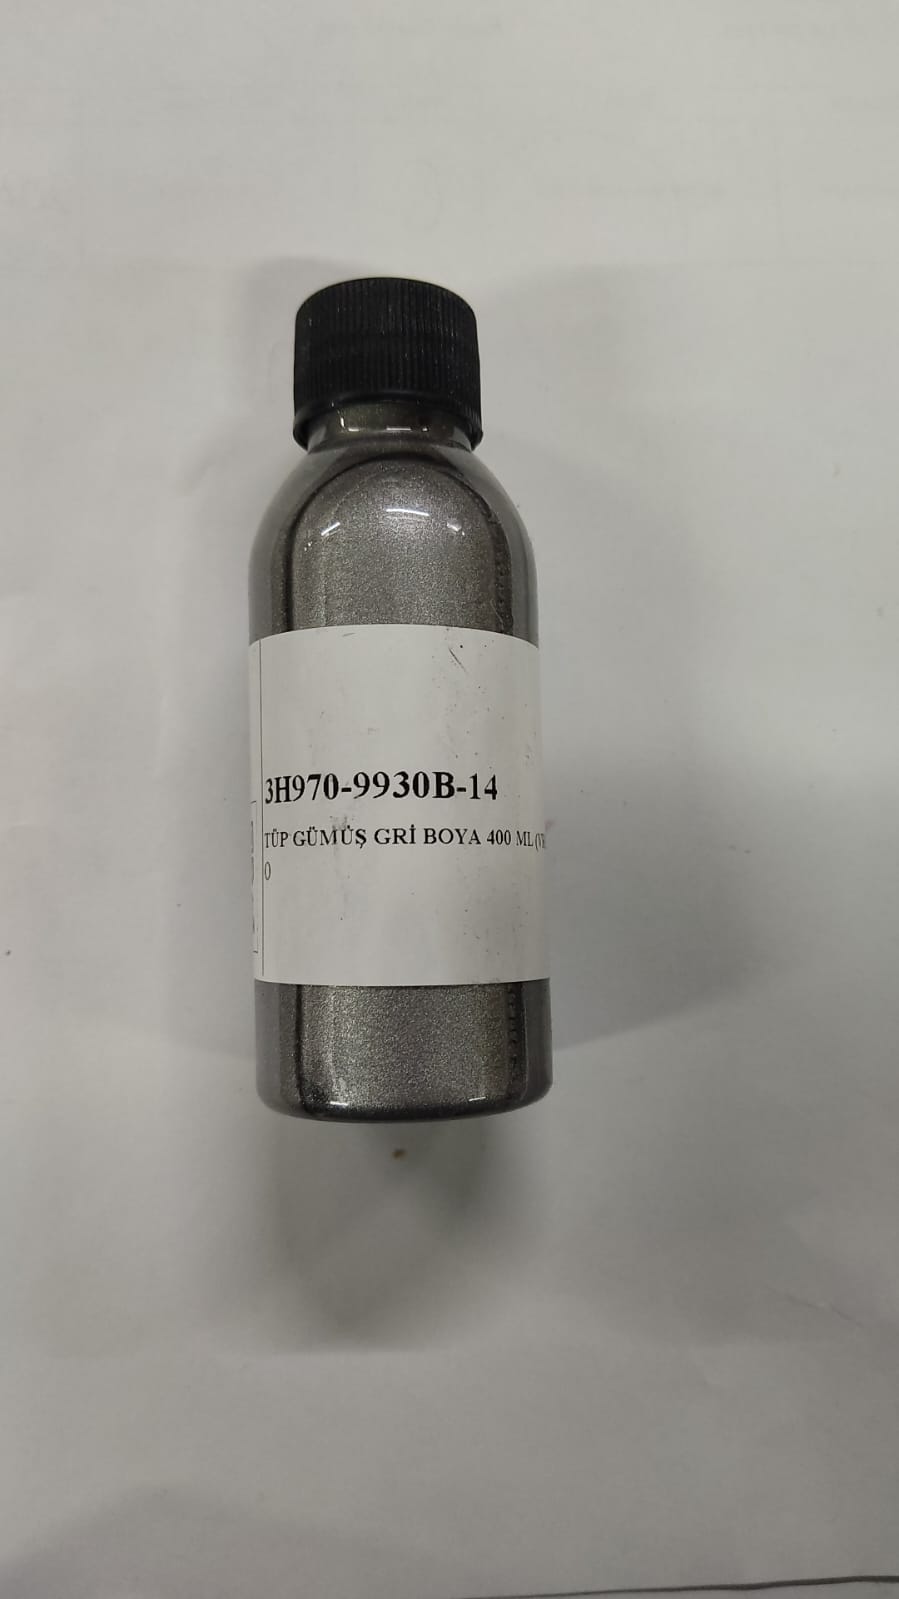 3H970-9930B-14
TÜP GÜMÜŞ GRİ BOYA 400 ML (V
O